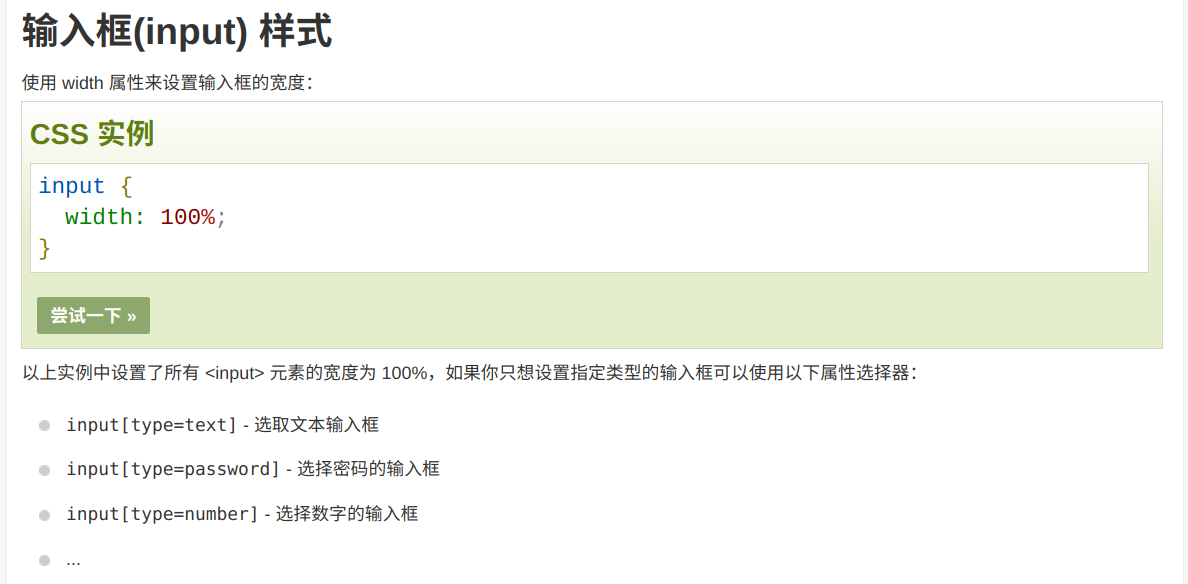 输入框(input) 样式
使用 width 属性来设置输入框的宽度：
CSS 实例
input {
  width: 100%;
}
尝试一下 »
以上实例中设置了所有 <input> 元素的宽度为 100%，如果你只想设置指定类型的输入框可以使用以下属性选择器：
input[type=text] - 选取文本输入框
input[type=password] - 选择密码的输入框
input[type=number] - 选择数字的输入框
...